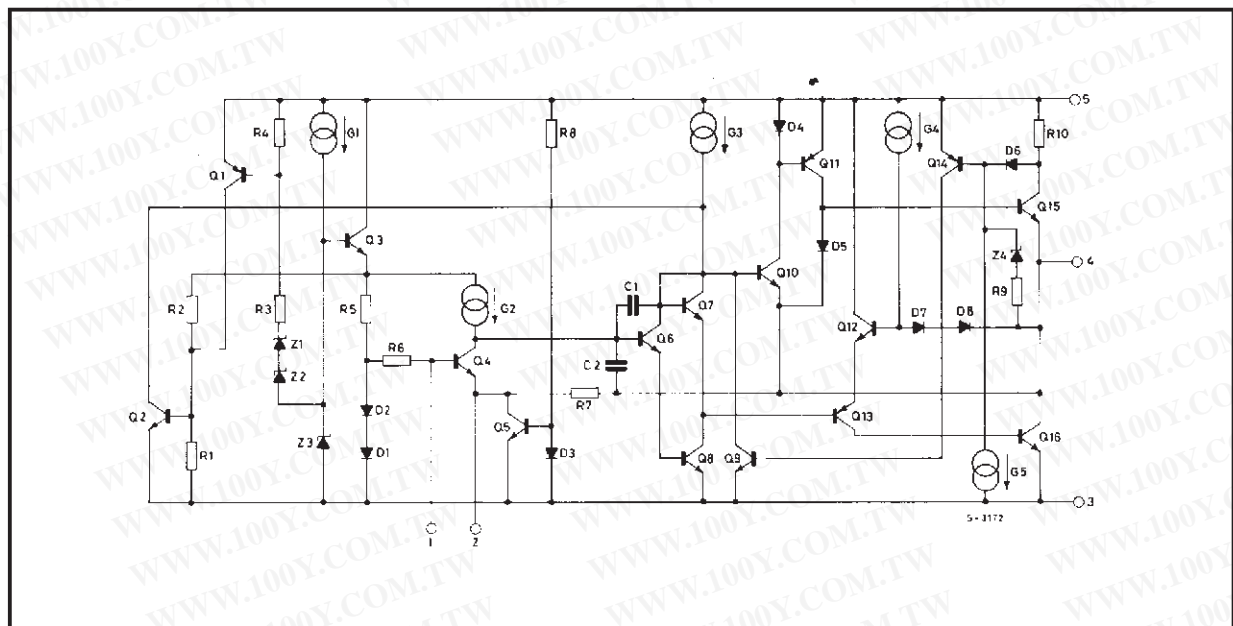 5
R4
G1
R8
G3
D4
G4
R10
Q11
Q14
D6
Q1
Q15
Q3
D5
Z4
4
Q10
R2
R3
R5
G2
C1
Q7
R9
Z1
R6
Q4
Q6
Q12
D7
D8
Z2
C2
R7
Q2
D2
Q5
Q13
Z3
R1
D1
D3
Q8
Q9
Q16
G5
3
S-3172
1
2
WWW.100Y.COM.TW